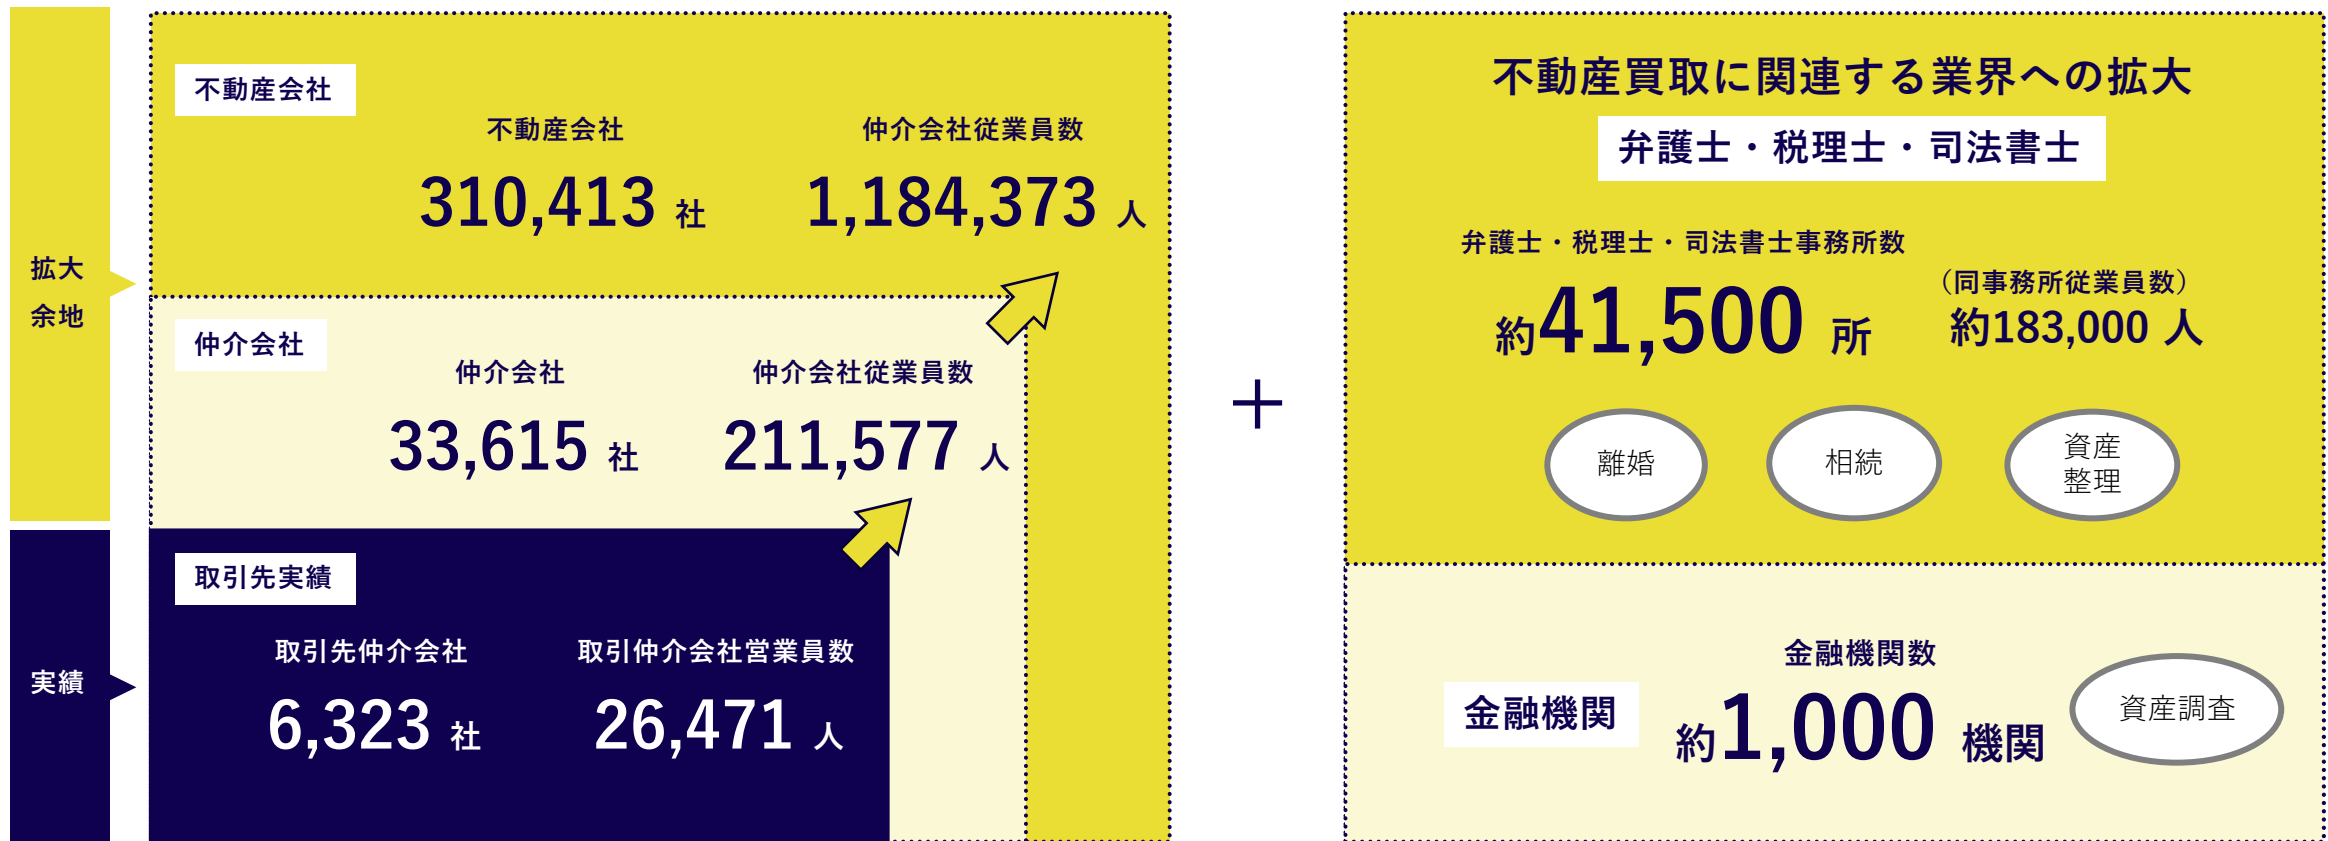 拡大
余地
実績
不動産会社
不動産会社
310,413 社
仲介会社従業員数
1,184,373 人
仲介会社
仲介会社
33,615 社
仲介会社従業員数
211,577 人
取引先実績
取引先仲介会社
6,323 社
取引仲介会社営業員数
26,471 人
+
不動産買取に関連する業界への拡大
弁護士・税理士・司法書士
弁護士・税理士・司法書士事務所数
約41,500 所
（同事務所従業員数）
約183,000 人
離婚
相続
資産
整理
金融機関
金融機関数
約1,000 機関
資産調査